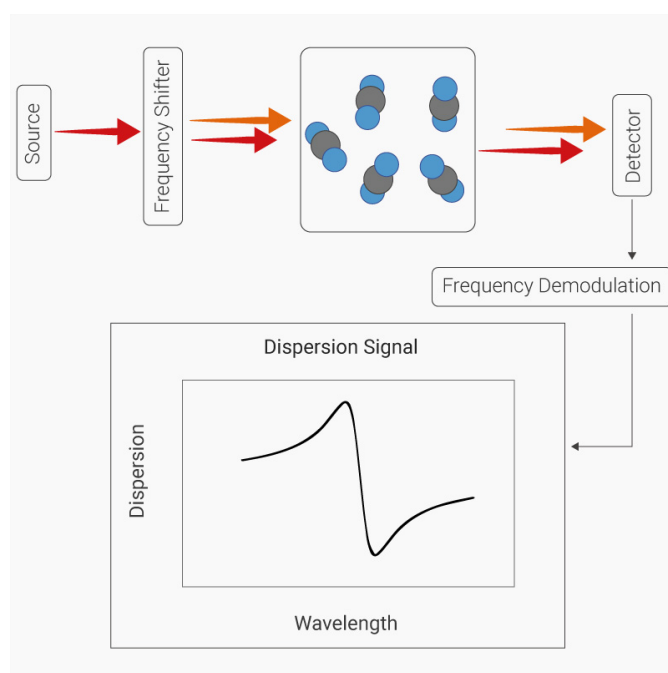 Source
Frequency Shifter
Detector
Frequency Demodulation
Dispersion Signal
Dispersion
Wavelength